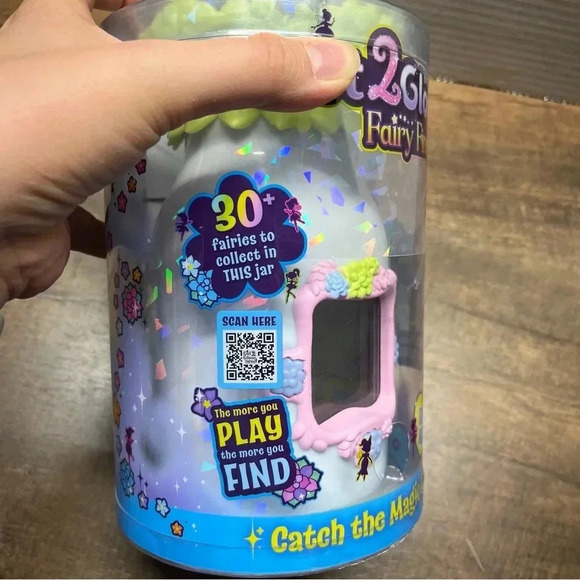 2
Fairy
30+
fairies to
collect in
THIS jar
SCAN HERE
The more you
PLAY
the more you
FIND
Catch the Magic